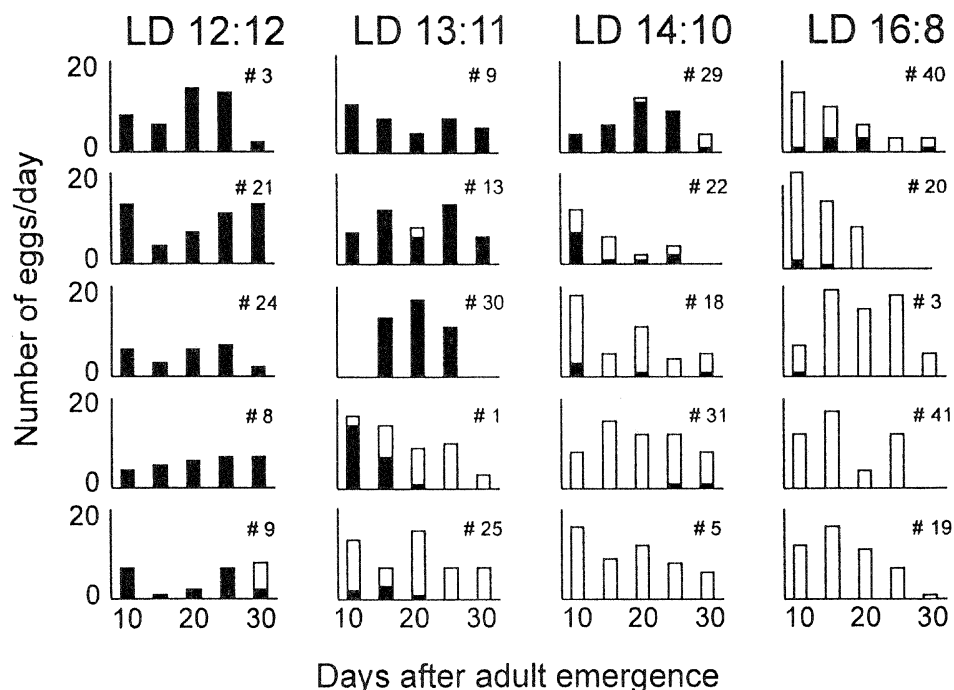 LD 12:12 LD 13:11 LD 14:10 LD 16:8
Number of eggs/day
20 # 3 # 9 # 29 # 40
0
20 # 21 # 13 # 22 # 20
0
20 # 24 # 30 # 18 # 3
0
20 # 8 # 1 # 31 # 41
0
20 # 9 # 25 # 5 # 19
0
10 20 30 10 20 30 10 20 30 10 20 30
Days after adult emergence